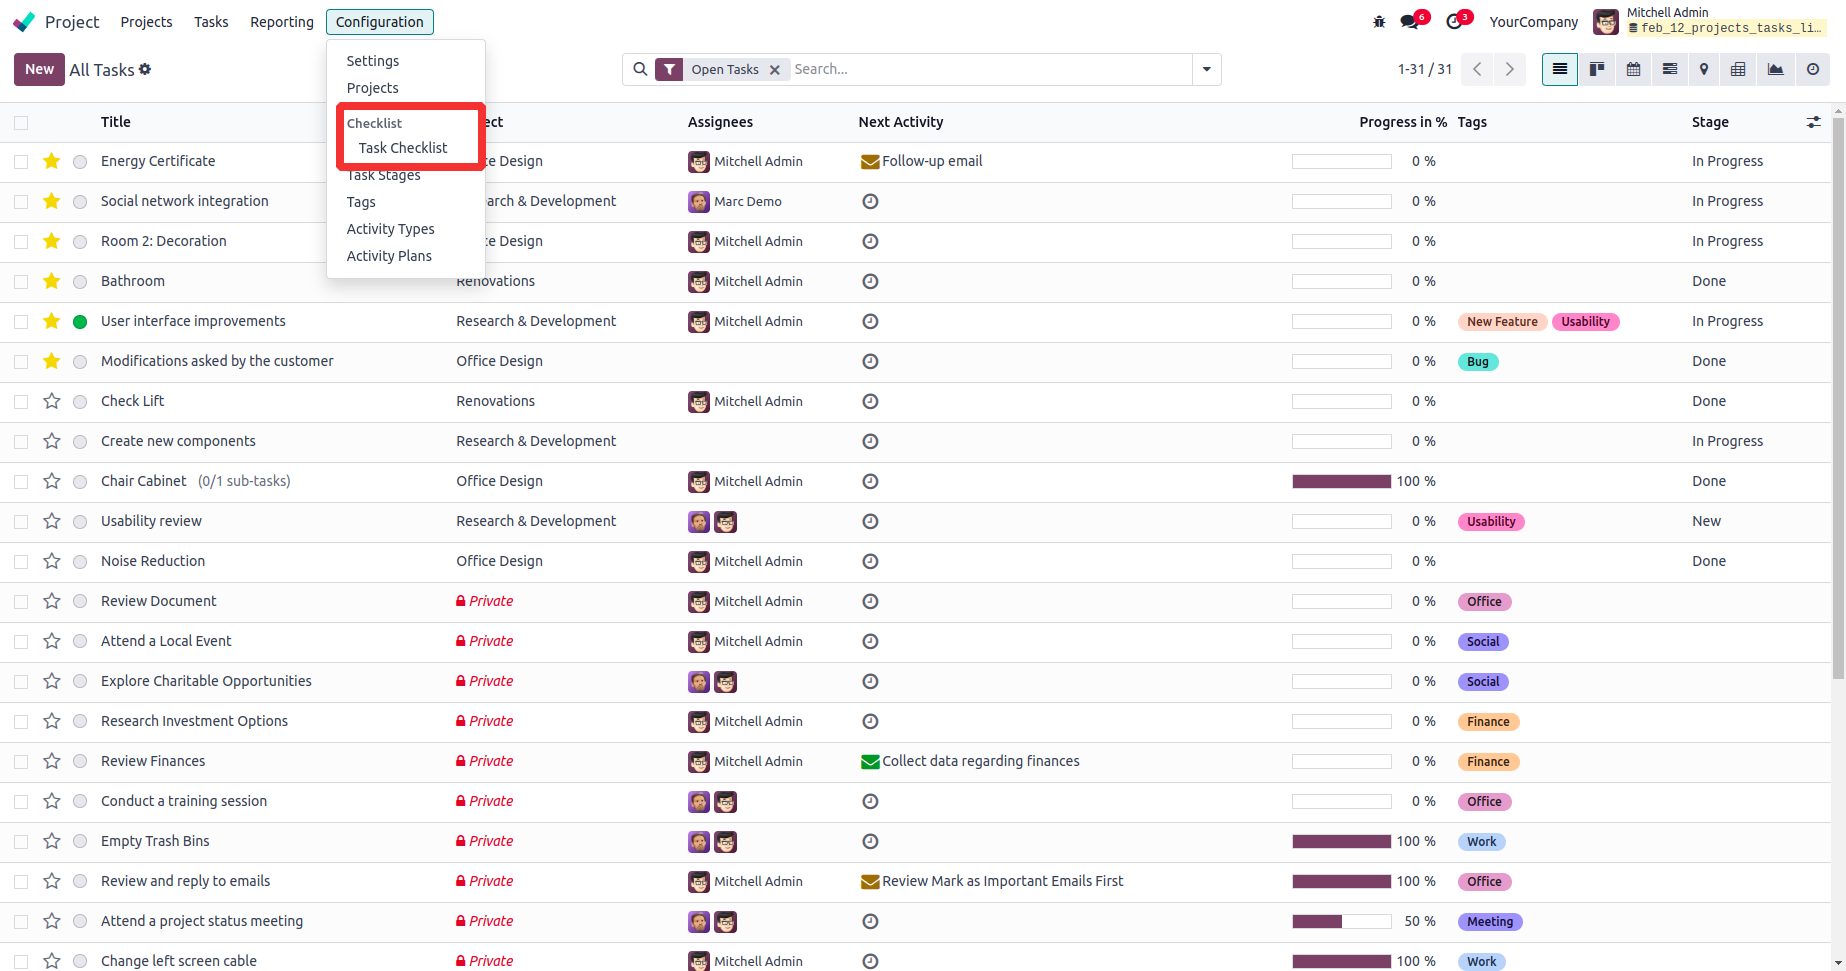 Project Projects Tasks Reporting Configuration 6 3 YourCompany Mitchell Admin
feb_12_projects_tasks_li...
New All Tasks Open Tasks Search... 1-31 / 31
Settings
Projects
Checklist
Task Checklist
Task Stages
Tags
Activity Types
Activity Plans
Title ect Assignees Next Activity Progress in % Tags Stage
Energy Certificate ce Design Mitchell Admin Follow-up email 0 % In Progress
Social network integration arch & Development Marc Demo 0 % In Progress
Room 2: Decoration ce Design Mitchell Admin 0 % In Progress
Bathroom Renovations Mitchell Admin 0 % Done
User interface improvements Research & Development Mitchell Admin 0 % New Feature Usability In Progress
Modifications asked by the customer Office Design 0 % Bug Done
Check Lift Renovations Mitchell Admin 0 % Done
Create new components Research & Development 0 % In Progress
Chair Cabinet (0/1 sub-tasks) Office Design Mitchell Admin 100 % Done
Usability review Research & Development 0 % Usability New
Noise Reduction Office Design Mitchell Admin 0 % Done
Review Document Private Mitchell Admin 0 % Office
Attend a Local Event Private Mitchell Admin 0 % Social
Explore Charitable Opportunities Private 0 % Social
Research Investment Options Private Mitchell Admin 0 % Finance
Review Finances Private Mitchell Admin Collect data regarding finances 0 % Finance
Conduct a training session Private 0 % Office
Empty Trash Bins Private 100 % Work
Review and reply to emails Private Mitchell Admin Review Mark as Important Emails First 100 % Office
Attend a project status meeting Private 50 % Meeting
Change left screen cable Private Mitchell Admin 100 % Work